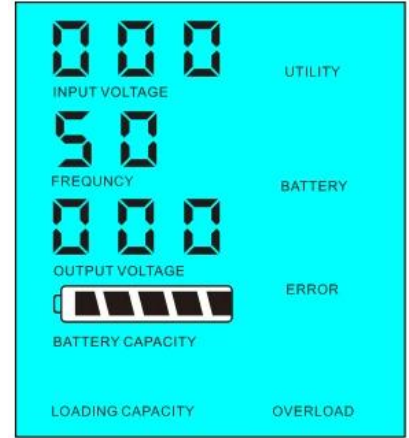 000
UTILITY
INPUT VOLTAGE
50
FREQUNCY
BATTERY
000
OUTPUT VOLTAGE
ERROR
BATTERY CAPACITY
LOADING CAPACITY
OVERLOAD